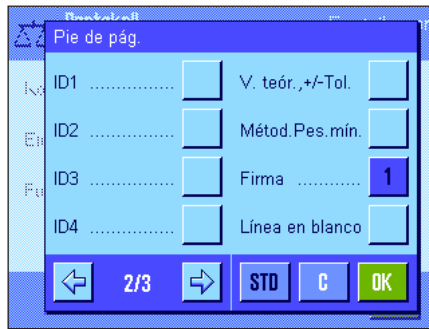 Pie de pág.
ID1 ............... V. teór.,+/-Tol.
ID2 ............... Métod.Pes.mín.
ID3 ............... Firma ............ 1
ID4 ............... Línea en blanco
2/3 STD C OK